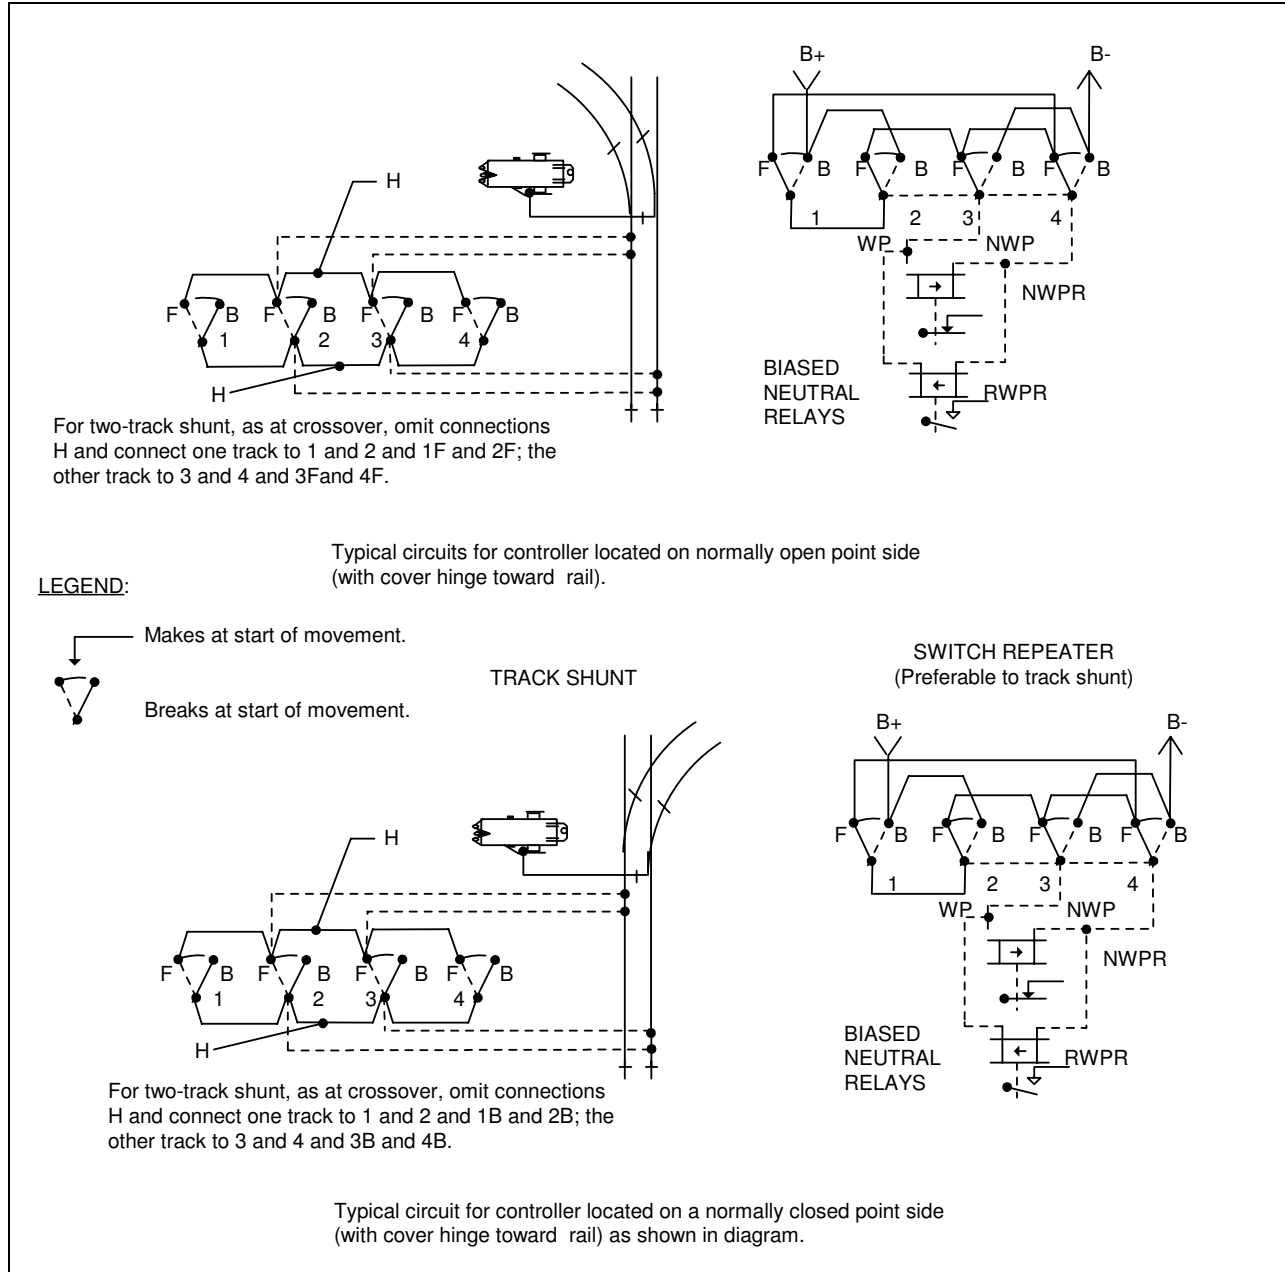 B+ B-
H
F B F B F B F B
1 2 3 4
WP NWP
NWPR
F B F B F B F B
1 2 3 4
H
BIASED
NEUTRAL
RELAYS
RWPR
For two-track shunt, as at crossover, omit connections
H and connect one track to 1 and 2 and 1F and 2F; the
other track to 3 and 4 and 3Fand 4F.
Typical circuits for controller located on normally open point side
(with cover hinge toward rail).
LEGEND:
Makes at start of movement.
Breaks at start of movement.
TRACK SHUNT
SWITCH REPEATER
(Preferable to track shunt)
B+ B-
H
F B F B F B F B
1 2 3 4
WP NWP
NWPR
F B F B F B F B
1 2 3 4
H
BIASED
NEUTRAL
RELAYS
RWPR
For two-track shunt, as at crossover, omit connections
H and connect one track to 1 and 2 and 1B and 2B; the
other track to 3 and 4 and 3B and 4B.
Typical circuit for controller located on a normally closed point side
(with cover hinge toward rail) as shown in diagram.